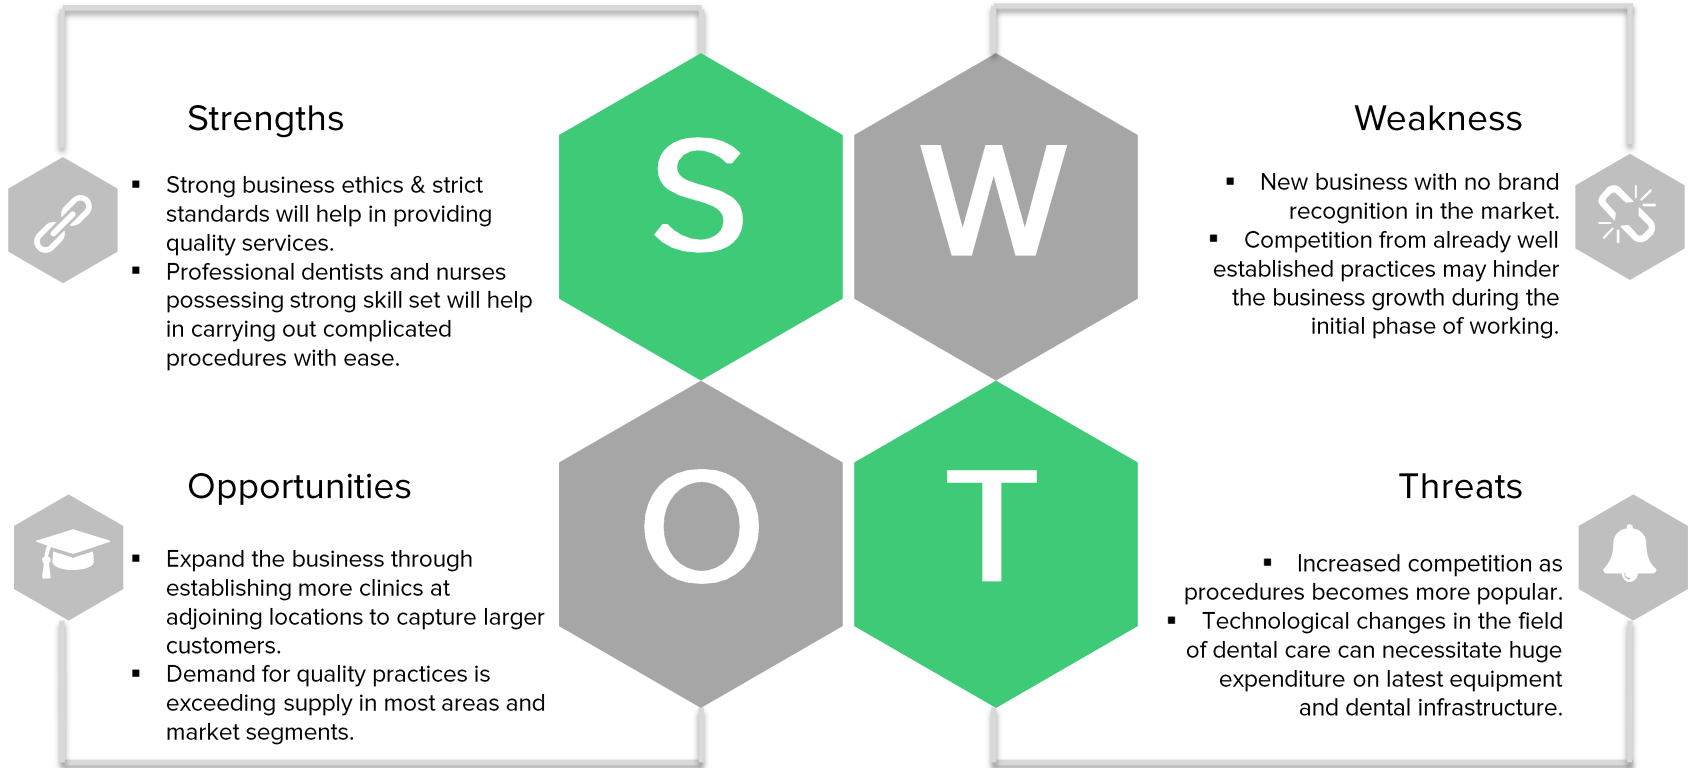 Strengths
▪ Strong business ethics & strict
standards will help in providing
quality services.
▪ Professional dentists and nurses
possessing strong skill set will help
in carrying out complicated
procedures with ease.
S
W
Weakness
▪ New business with no brand
recognition in the market.
▪ Competition from already well
established practices may hinder
the business growth during the
initial phase of working.
Opportunities
▪ Expand the business through
establishing more clinics at
adjoining locations to capture larger
customers.
▪ Demand for quality practices is
exceeding supply in most areas and
market segments.
O
T
Threats
▪ Increased competition as
procedures becomes more popular.
▪ Technological changes in the field
of dental care can necessitate huge
expenditure on latest equipment
and dental infrastructure.